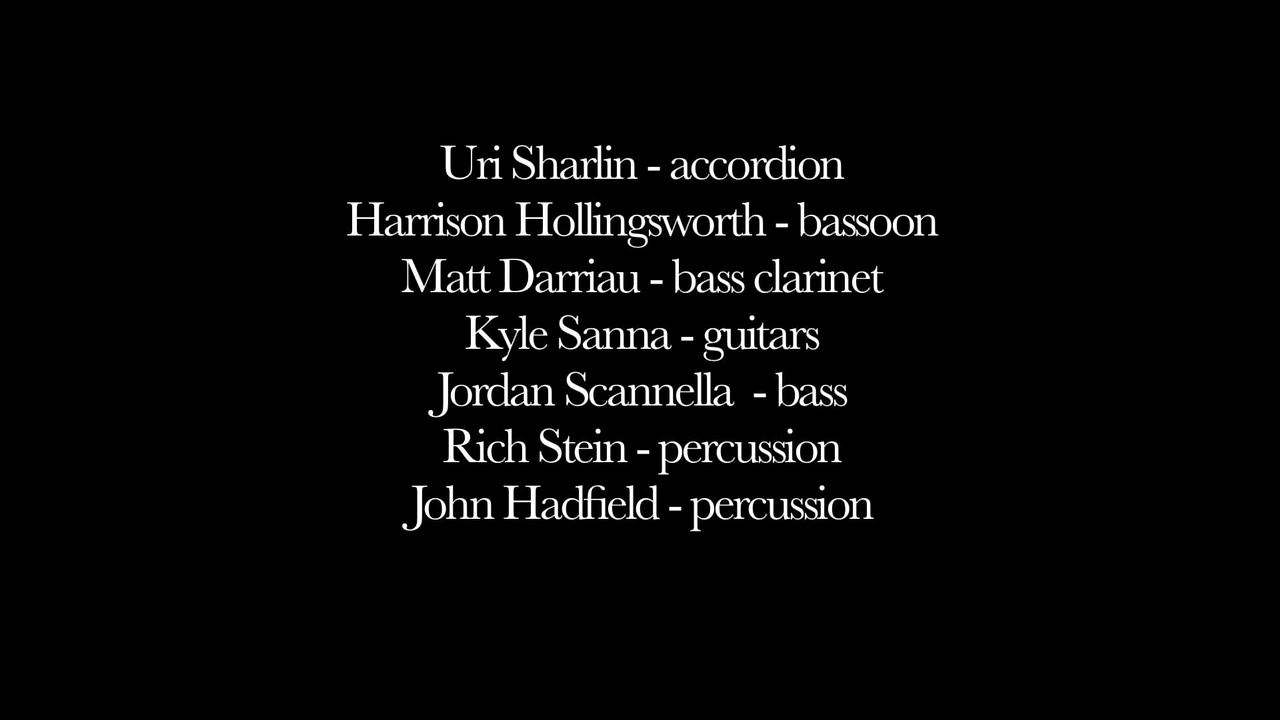 Uri Sharlin - accordion
Harrison Hollingsworth - bassoon
Matt Darriau - bass clarinet
Kyle Sanna - guitars
Jordan Scannella  - bass
Rich Stein - percussion
John Hadfield - percussion